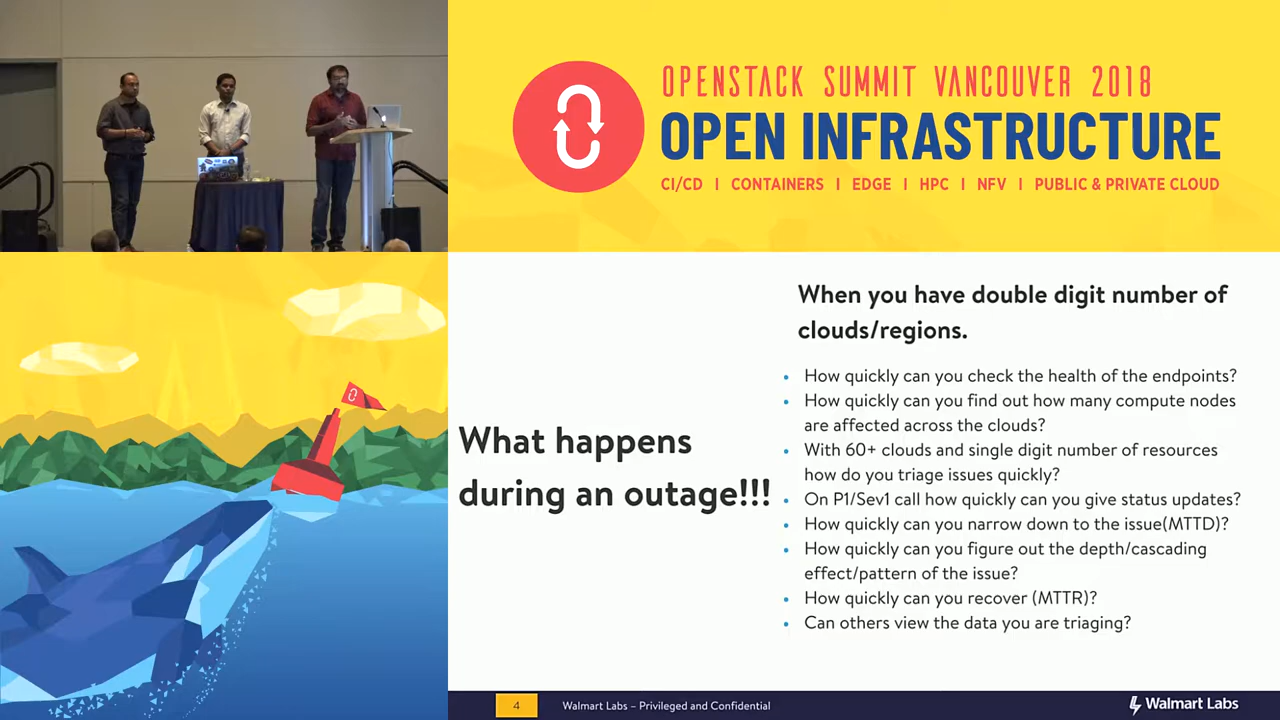 OPENSTACK SUMMIT VANCOUVER 2018
OPEN INFRASTRUCTURE
CI/CD | CONTAINERS | EDGE | HPC | NFV | PUBLIC & PRIVATE CLOUD
What happens
during an outage!!!
When you have double digit number of
clouds/regions.
• How quickly can you check the health of the endpoints?
• How quickly can you find out how many compute nodes
are affected across the clouds?
• With 60+ clouds and single digit number of resources
how do you triage issues quickly?
• On P1/Sev1 call how quickly can you give status updates?
• How quickly can you narrow down to the issue(MTTD)?
• How quickly can you figure out the depth/cascading
effect/pattern of the issue?
• How quickly can you recover (MTTR)?
• Can others view the data you are triaging?
4
Walmart Labs – Privileged and Confidential
Walmart Labs